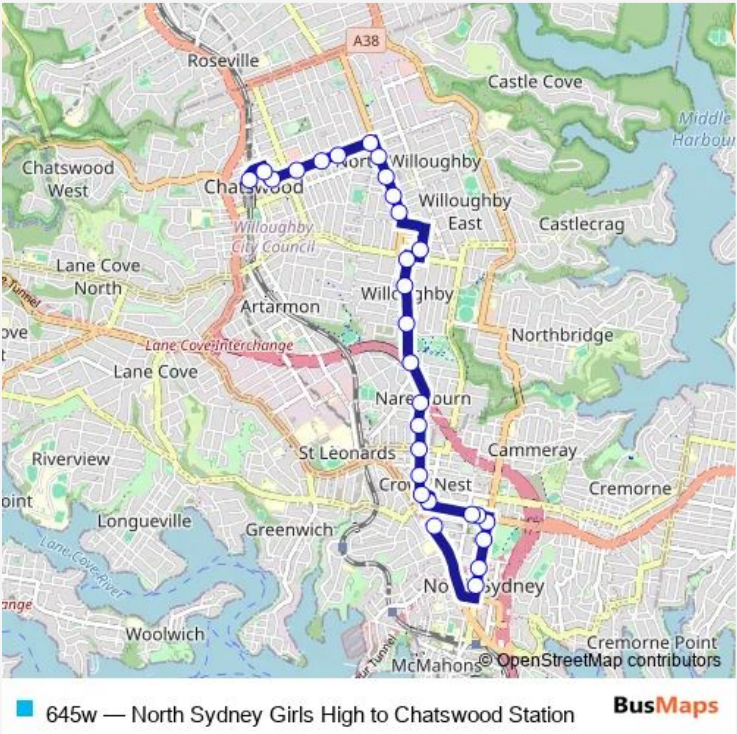 Roseville
A38
Castle Cove
Middle
Harbour
Chatswood
West
Chatswood
North Willoughby
Willoughby
East
Castlecrag
Willoughby
City Council
Lane Cove
North
Willoughby
Artarmon
Lane Cove Interchange
Northbridge
Lane Cove
Naremburn
St Leonards
Cammeray
Riverview
Crows Nest
Cremorne
oint
Longueville
Greenwich
Lane Cove River
North Sydney
ange
Woolwich
Cremorne Point
McMahons
© OpenStreetMap contributors
645w — North Sydney Girls High to Chatswood Station
BusMaps